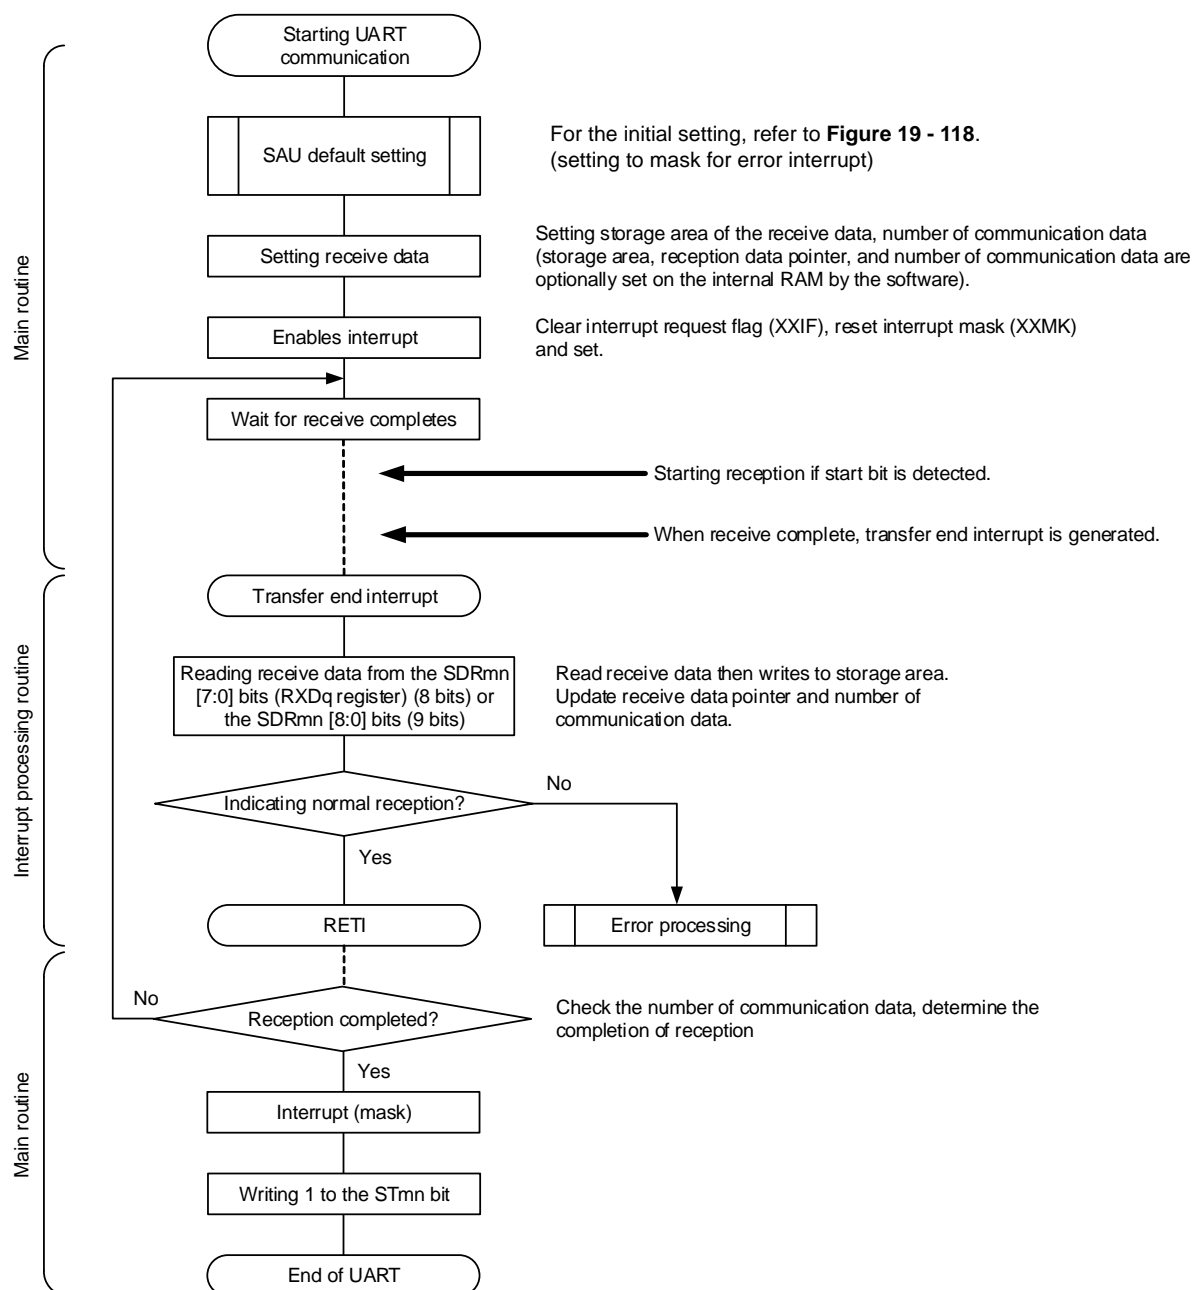 Starting UART
communication
Main routine
SAU default setting
For the initial setting, refer to Figure 19 - 118.
(setting to mask for error interrupt)
Setting receive data
Setting storage area of the receive data, number of communication data
(storage area, reception data pointer, and number of communication data are
optionally set on the internal RAM by the software).
Enables interrupt
Clear interrupt request flag (XXIF), reset interrupt mask (XXMK)
and set.
Wait for receive completes
Starting reception if start bit is detected.
When receive complete, transfer end interrupt is generated.
Interrupt processing routine
Transfer end interrupt
Reading receive data from the SDRmn
[7:0] bits (RXDq register) (8 bits) or
the SDRmn [8:0] bits (9 bits)
Read receive data then writes to storage area.
Update receive data pointer and number of
communication data.
Indicating normal reception?
No
Yes
RETI
Error processing
Main routine
No
Reception completed?
Check the number of communication data, determine the
completion of reception
Yes
Interrupt (mask)
Writing 1 to the STmn bit
End of UART